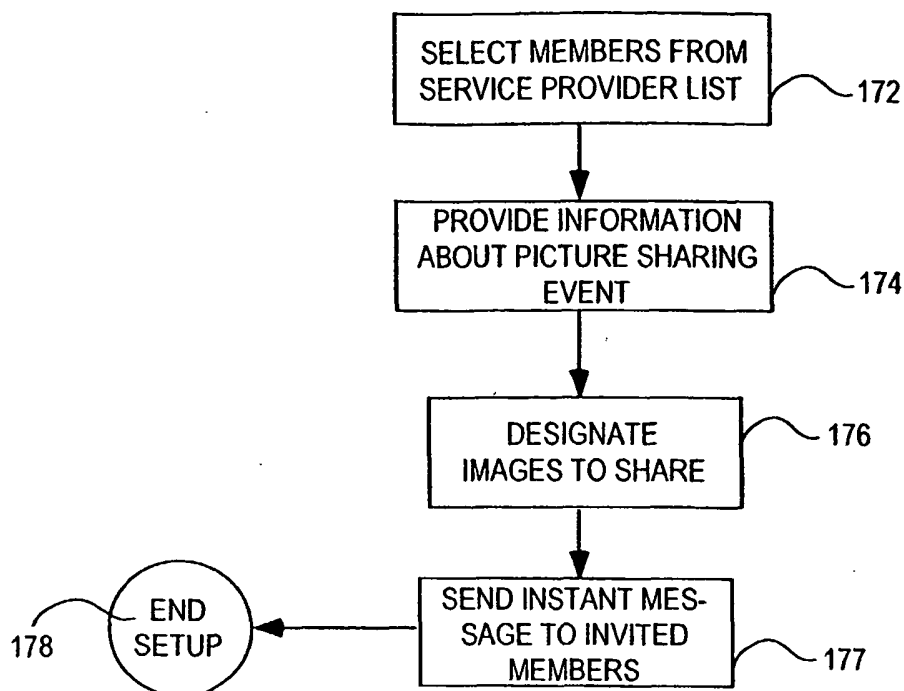 SELECT MEMBERS FROM
SERVICE PROVIDER LIST
172
PROVIDE INFORMATION
ABOUT PICTURE SHARING
EVENT
174
DESIGNATE
IMAGES TO SHARE
176
SEND INSTANT MES-
SAGE TO INVITED
MEMBERS
177
END
SETUP
178